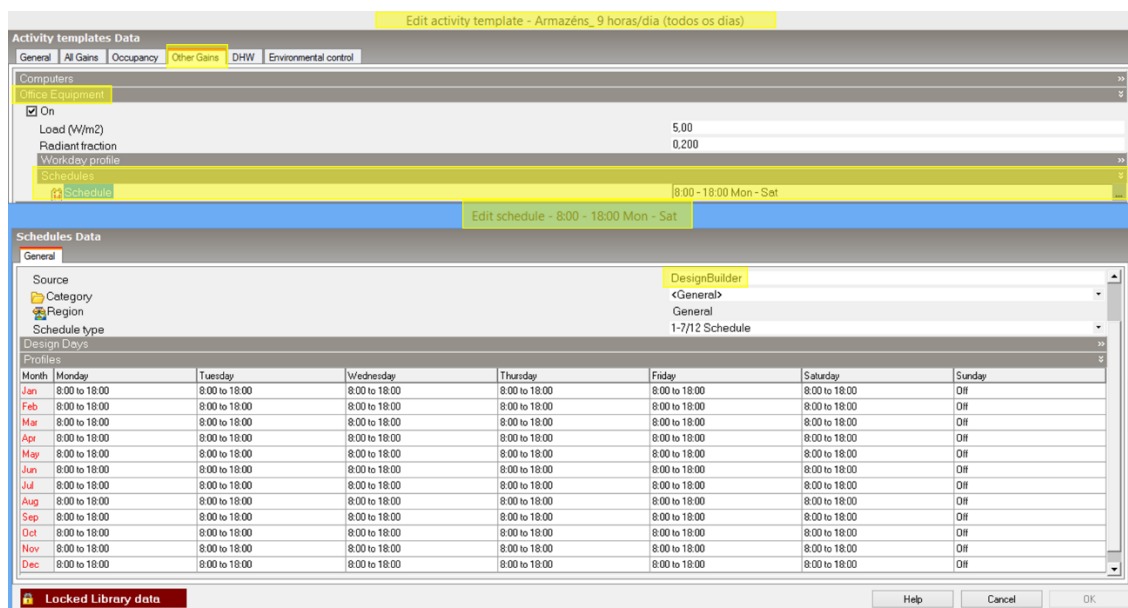 Edit activity template - Armazéns_ 9 horas/dia (todos os dias)
Activity templates Data
General All Gains Occupancy Other Gains DHW Environmental control
Computers »
Office Equipment
On
Load (W/m2) 5,00
Radiant fraction 0,200
Workday profile »
Schedules
Schedule 8:00 - 18:00 Mon - Sat ...
Edit schedule - 8:00 - 18:00 Mon - Sat
Schedules Data
General
Source DesignBuilder
Category <General>
Region General
Schedule type 1-7/12 Schedule
Design Days »
Profiles
Month Monday Tuesday Wednesday Thursday Friday Saturday Sunday
Jan 8:00 to 18:00 8:00 to 18:00 8:00 to 18:00 8:00 to 18:00 8:00 to 18:00 8:00 to 18:00 Off
Feb 8:00 to 18:00 8:00 to 18:00 8:00 to 18:00 8:00 to 18:00 8:00 to 18:00 8:00 to 18:00 Off
Mar 8:00 to 18:00 8:00 to 18:00 8:00 to 18:00 8:00 to 18:00 8:00 to 18:00 8:00 to 18:00 Off
Apr 8:00 to 18:00 8:00 to 18:00 8:00 to 18:00 8:00 to 18:00 8:00 to 18:00 8:00 to 18:00 Off
May 8:00 to 18:00 8:00 to 18:00 8:00 to 18:00 8:00 to 18:00 8:00 to 18:00 8:00 to 18:00 Off
Jun 8:00 to 18:00 8:00 to 18:00 8:00 to 18:00 8:00 to 18:00 8:00 to 18:00 8:00 to 18:00 Off
Jul 8:00 to 18:00 8:00 to 18:00 8:00 to 18:00 8:00 to 18:00 8:00 to 18:00 8:00 to 18:00 Off
Aug 8:00 to 18:00 8:00 to 18:00 8:00 to 18:00 8:00 to 18:00 8:00 to 18:00 8:00 to 18:00 Off
Sep 8:00 to 18:00 8:00 to 18:00 8:00 to 18:00 8:00 to 18:00 8:00 to 18:00 8:00 to 18:00 Off
Oct 8:00 to 18:00 8:00 to 18:00 8:00 to 18:00 8:00 to 18:00 8:00 to 18:00 8:00 to 18:00 Off
Nov 8:00 to 18:00 8:00 to 18:00 8:00 to 18:00 8:00 to 18:00 8:00 to 18:00 8:00 to 18:00 Off
Dec 8:00 to 18:00 8:00 to 18:00 8:00 to 18:00 8:00 to 18:00 8:00 to 18:00 8:00 to 18:00 Off
Locked Library data Help Cancel OK